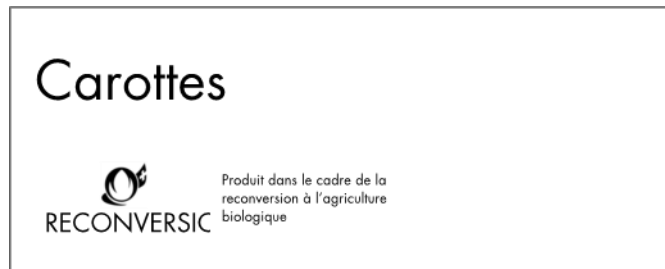 Carottes
Produit dans le cadre de la
reconversion à l'agriculture
biologique
RECONVERSIC